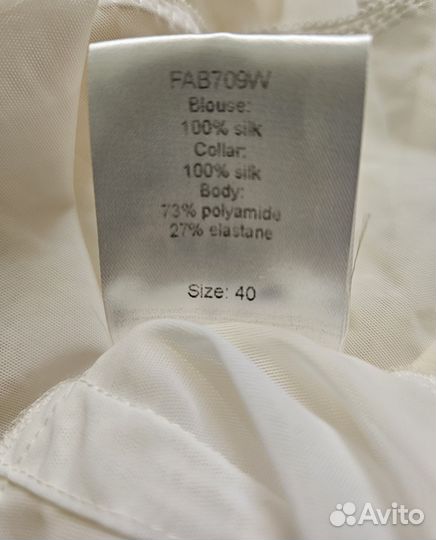 FAB709W
Blouse:
100% silk
Collar:
100% silk
Body:
73% polyamide
27% elastane
Size: 40
Avito